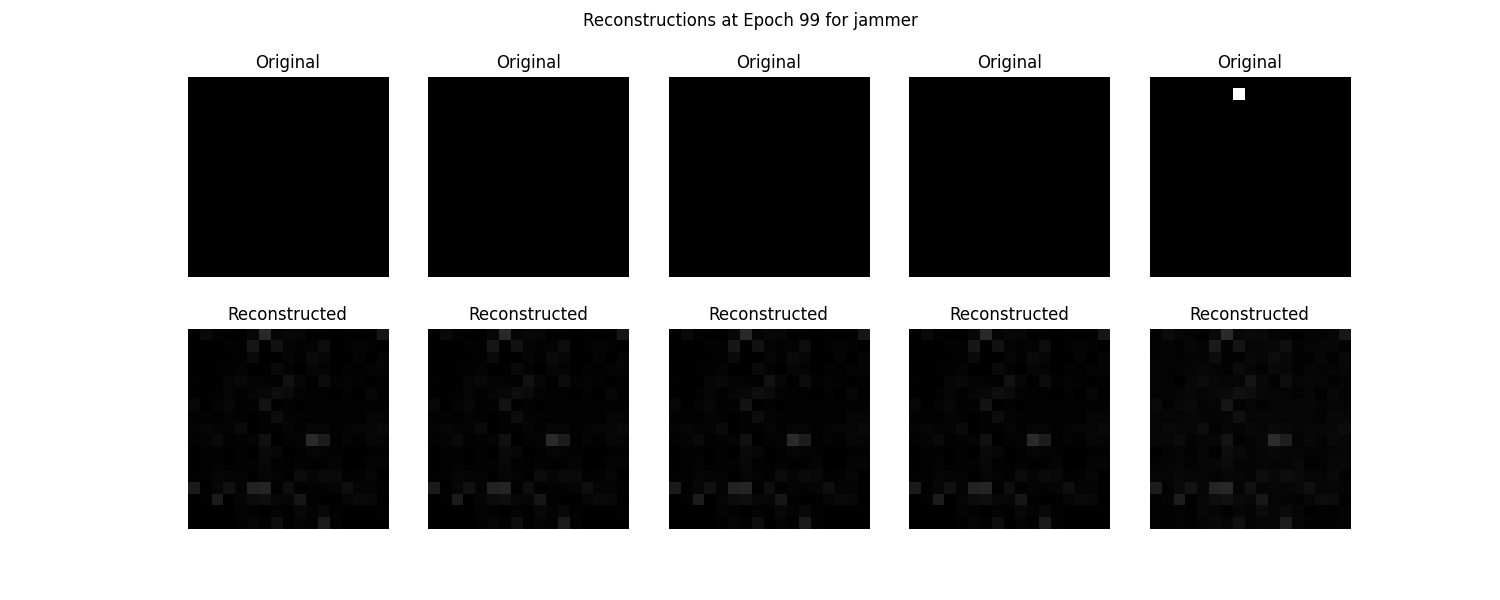 Reconstructions at Epoch 99 for jammer
Original Original Original Original Original
Reconstructed Reconstructed Reconstructed Reconstructed Reconstructed